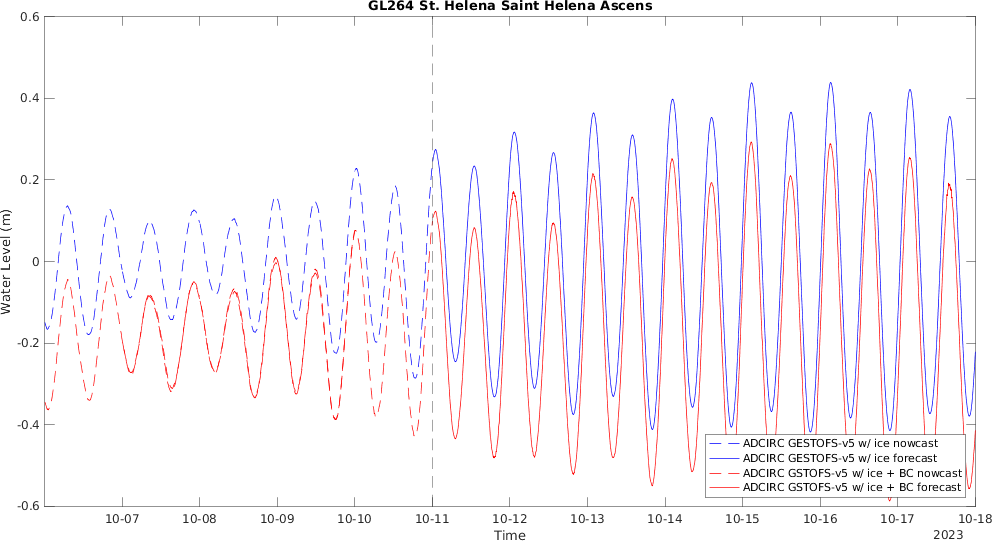 GL264 St. Helena Saint Helena Ascens
0.6
0.4
0.2
0
-0.2
-0.4
-0.6
Water Level (m)
ADCIRC GESTOFS-v5 w/ ice nowcast
ADCIRC GESTOFS-v5 w/ ice forecast
ADCIRC GSTOFS-v5 w/ ice + BC nowcast
ADCIRC GSTOFS-v5 w/ ice + BC forecast
10-07 10-08 10-09 10-10 10-11 10-12 10-13 10-14 10-15 10-16 10-17 10-18
Time
2023